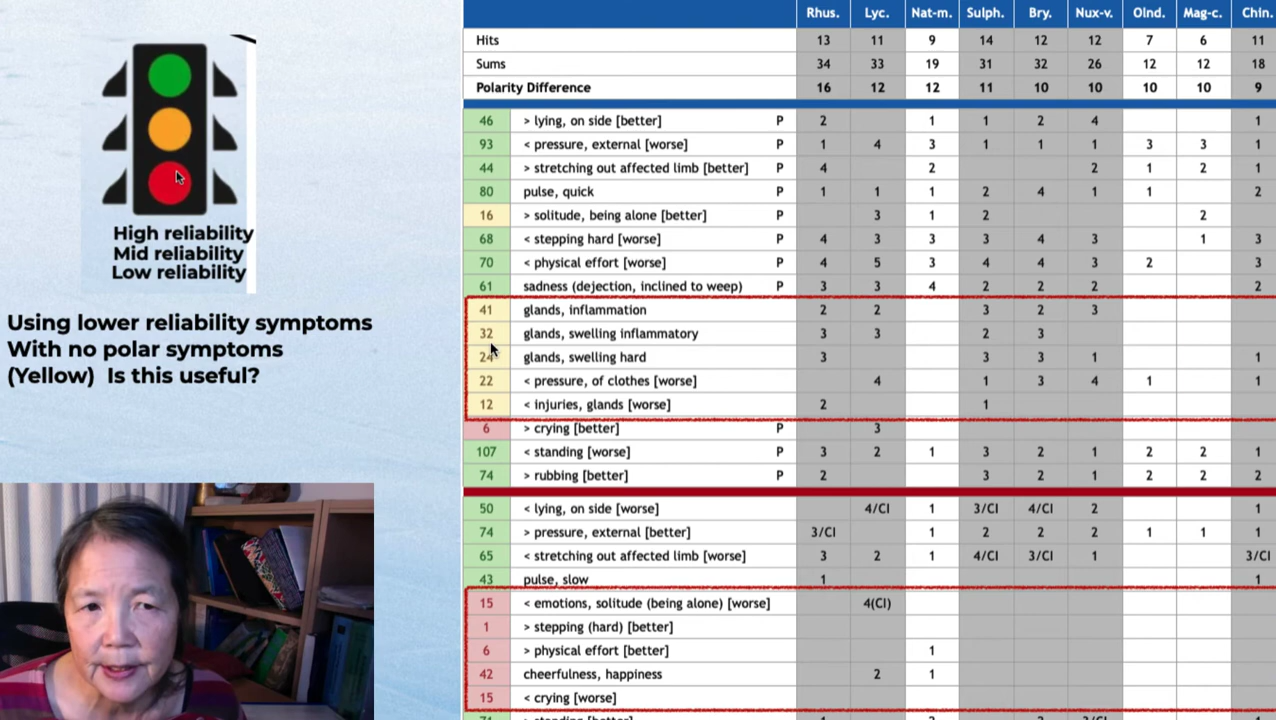 High reliability
Mid reliability
Low reliability
Using lower reliability symptoms
With no polar symptoms
(Yellow) Is this useful?
Rhus. Lyc. Nat-m. Sulph. Bry. Nux-v. Olnd. Mag-c. Chin.
Hits 13 11 9 14 12 12 7 6 11
Sums 34 33 19 31 32 26 12 12 18
Polarity Difference 16 12 12 11 10 10 10 10 9
46 > lying, on side [better] P 2 1 1 2 4 1
93 < pressure, external [worse] P 1 4 3 1 1 1 3 3 1
44 > stretching out affected limb [better] P 4 2 2 1 2 1
80 pulse, quick P 1 1 1 2 4 1 1 2
16 > solitude, being alone [better] P 3 1 2 2
68 < stepping hard [worse] P 4 3 3 3 4 3 1 3
70 < physical effort [worse] P 4 5 3 4 4 3 2 3
61 sadness (dejection, inclined to weep) P 3 3 4 2 2 2 2
41 glands, inflammation 2 2 3 2 3
32 glands, swelling inflammatory 3 3 2 3
24 glands, swelling hard 3 3 3 1 1
22 < pressure, of clothes [worse] 4 1 3 4 1 1
12 < injuries, glands [worse] 2 1
6 > crying [better] P 3
107 < standing [worse] P 3 2 1 3 2 1 2 2 1
74 > rubbing [better] P 2 3 2 1 2 2 2
50 < lying, on side [worse] 4/CI 1 3/CI 4/CI 2 1
74 > pressure, external [better] 3/CI 1 2 2 2 1 1 1
65 < stretching out affected limb [worse] 3 2 1 4/CI 3/CI 1 3/CI
43 pulse, slow 1 1
15 < emotions, solitude (being alone) [worse] 4(CI)
1 > stepping (hard) [better]
6 > physical effort [better] 1
42 cheerfulness, happiness 2 1
15 < crying [worse]